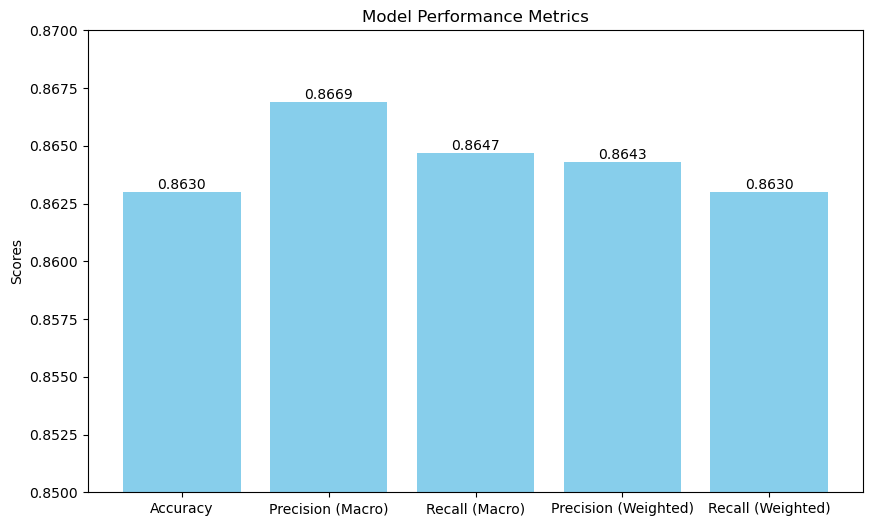 Model Performance Metrics
Scores
0.8700
0.8675
0.8650
0.8625
0.8600
0.8575
0.8550
0.8525
0.8500
0.8630
0.8669
0.8647
0.8643
0.8630
Accuracy
Precision (Macro)
Recall (Macro)
Precision (Weighted)
Recall (Weighted)